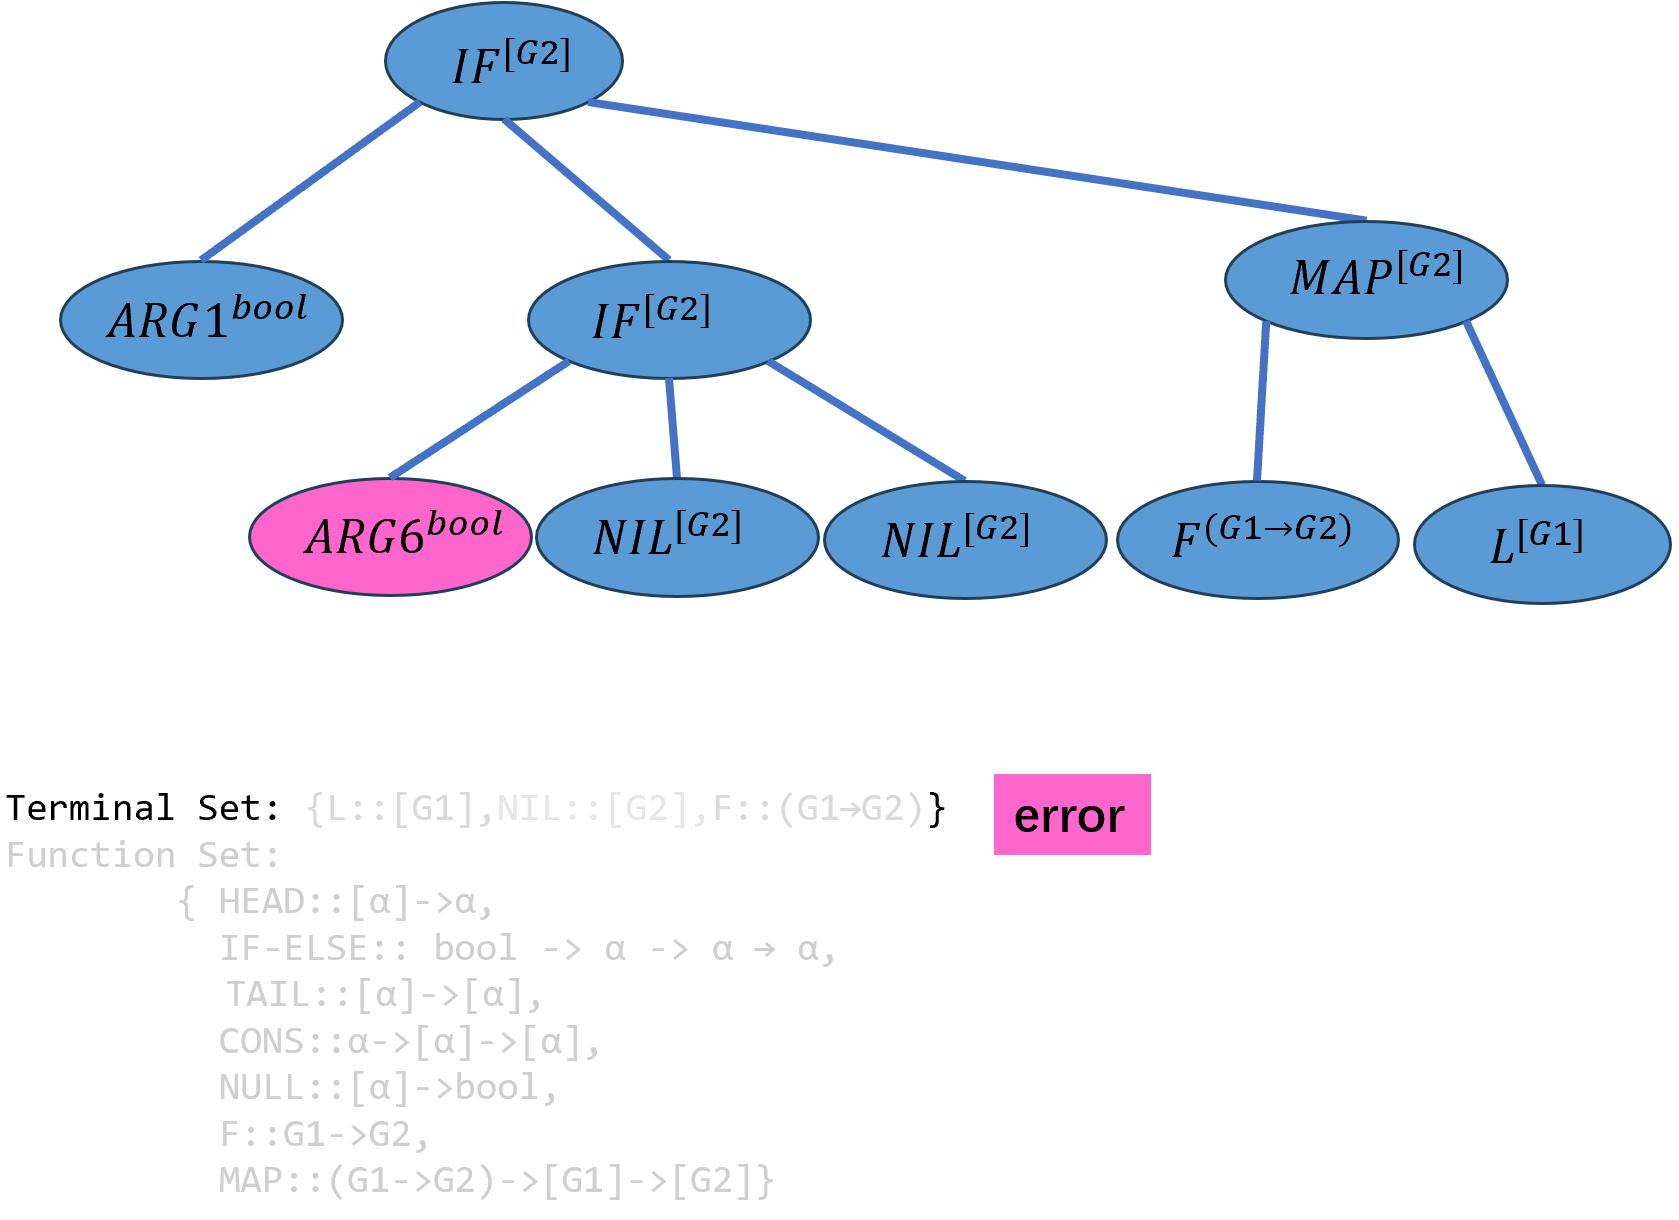 IF^[G2]
ARG1^bool
IF^[G2]
MAP^[G2]
ARG6^bool
NIL^[G2]
NIL^[G2]
F^(G1→G2)
L^[G1]
Terminal Set: {L::[G1],NIL::[G2],F::(G1→G2)}
error
Function Set:
{ HEAD::[α]->α,
IF-ELSE:: bool -> α -> α → α,
TAIL::[α]->[α],
CONS::α->[α]->[α],
NULL::[α]->bool,
F::G1->G2,
MAP::(G1->G2)->[G1]->[G2]}